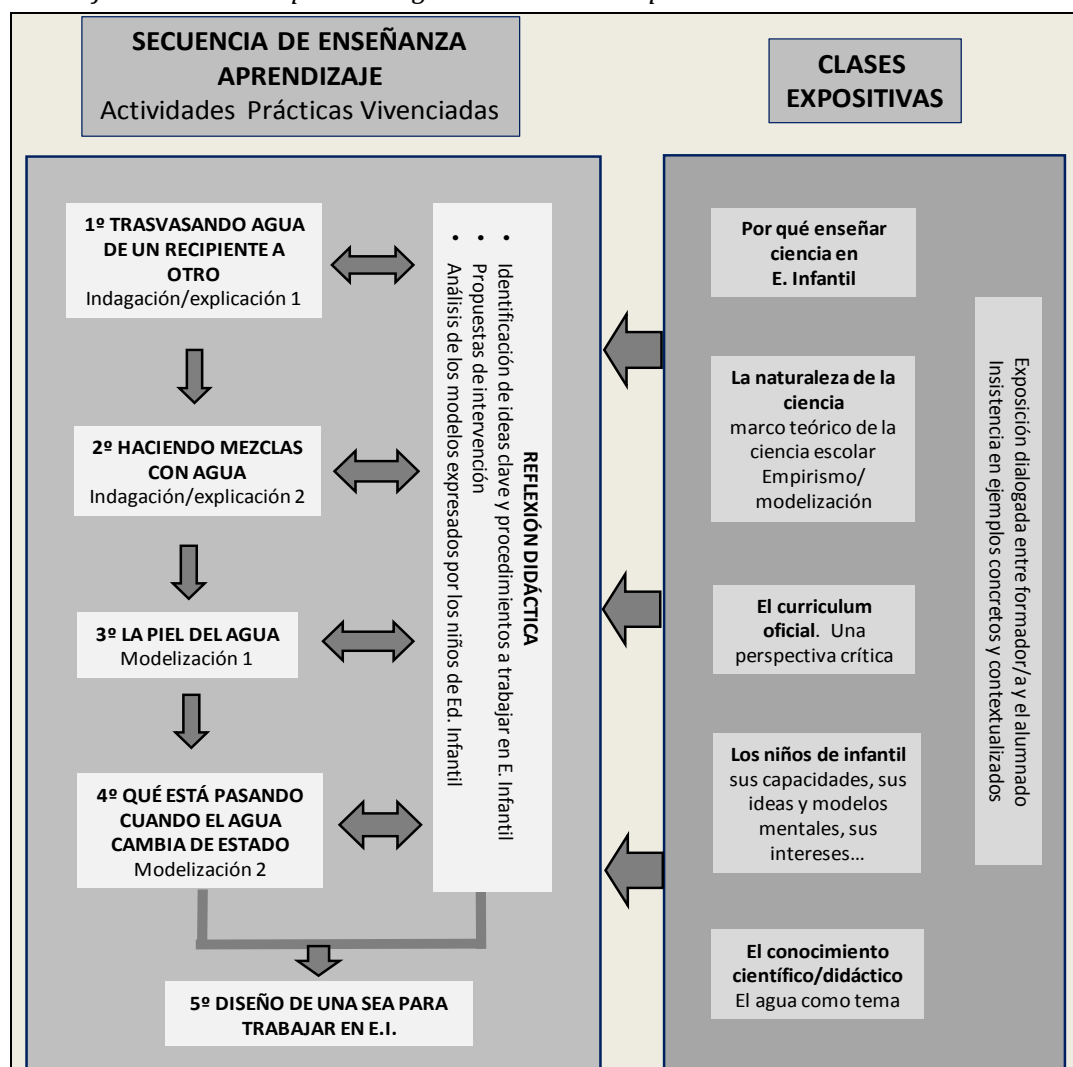 SECUENCIA DE ENSEÑANZA
APRENDIZAJE
Actividades Prácticas Vivenciadas
1º TRASVASANDO AGUA
DE UN RECIPIENTE A
OTRO
Indagación/explicación 1
2º HACIENDO MEZCLAS
CON AGUA
Indagación/explicación 2
3º LA PIEL DEL AGUA
Modelización 1
4º QUÉ ESTÁ PASANDO
CUANDO EL AGUA
CAMBIA DE ESTADO
Modelización 2
5º DISEÑO DE UNA SEA PARA
TRABAJAR EN E.I.
REFLEXIÓN DIDÁCTICA
• Identificación de ideas clave y procedimientos a trabajar en E. Infantil
• Propuestas de intervención
• Análisis de los modelos expresados por los niños de Ed. Infantil
CLASES
EXPOSITIVAS
Por qué enseñar
ciencia en
E. Infantil
La naturaleza de la
ciencia
marco teórico de la
ciencia escolar
Empirismo/
modelización
El curriculum
oficial. Una
perspectiva crítica
Los niños de infantil
sus capacidades, sus
ideas y modelos
mentales, sus
intereses...
El conocimiento
científico/didáctico
El agua como tema
Exposición dialogada entre formador/a y el alumnado
Insistencia en ejemplos concretos y contextualizados